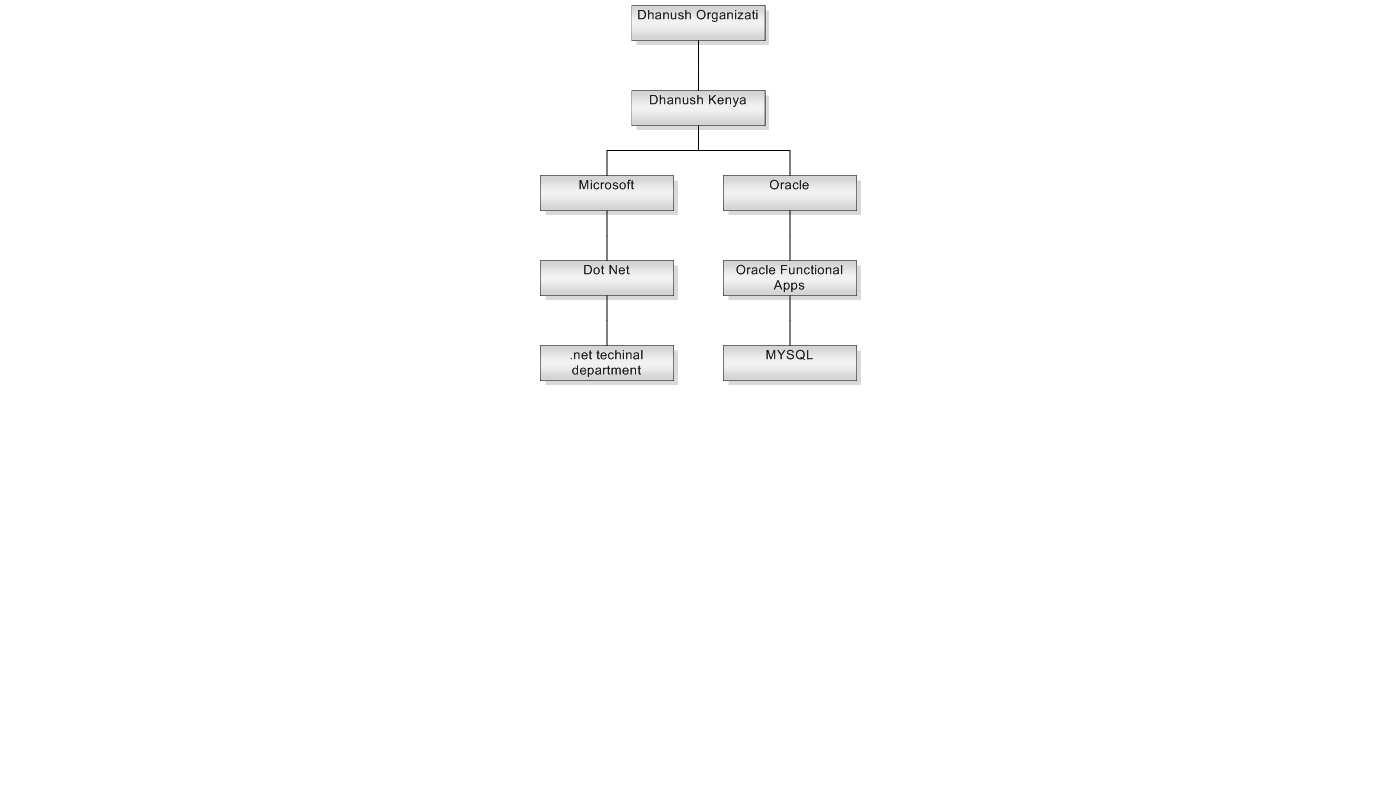 Dhanush Organizati
Dhanush Kenya
Microsoft
Oracle
Dot Net
Oracle Functional
Apps
.net techinal
department
MYSQL